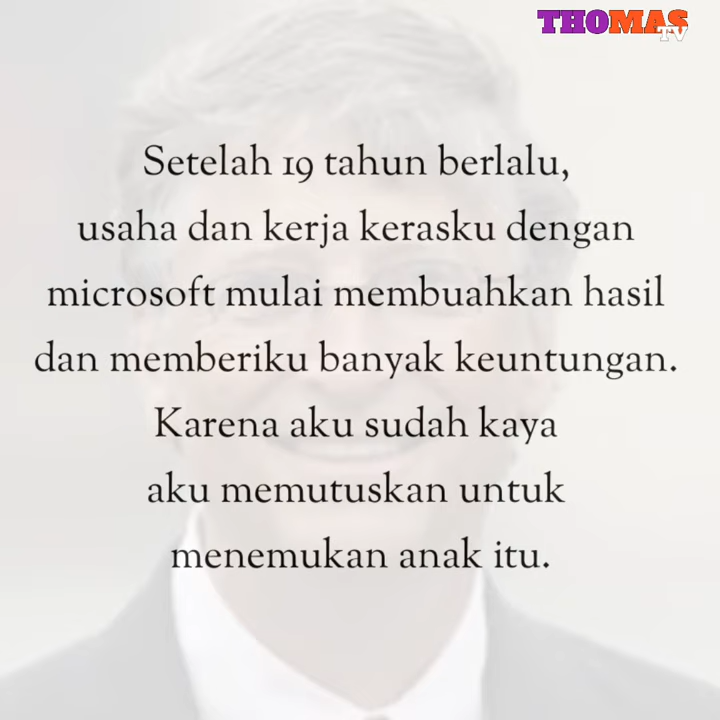 THOMAS
TV
Setelah 19 tahun berlalu,
usaha dan kerja kerasku dengan
microsoft mulai membuahkan hasil
dan memberiku banyak keuntungan.
Karena aku sudah kaya
aku memutuskan untuk
menemukan anak itu.